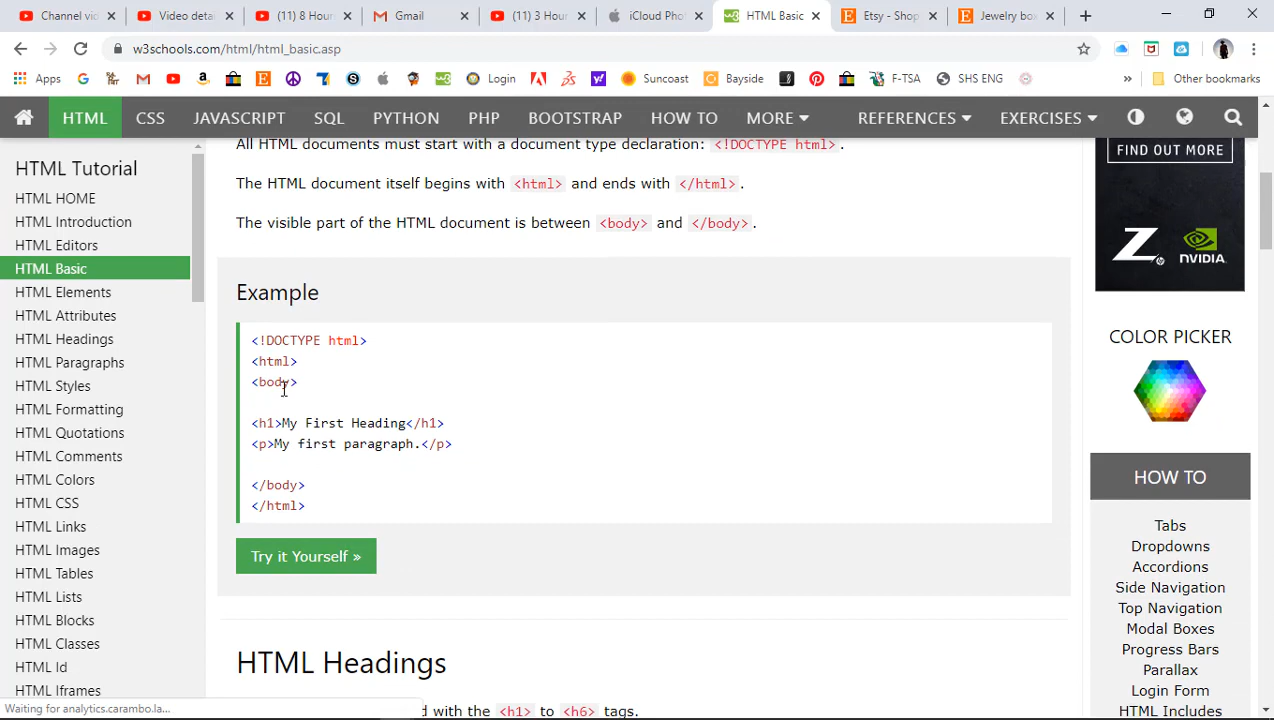 Channel vid
Video detai
(11) 8 Hour
Gmail
(11) 3 Hour
iCloud Phot
HTML Basic
Etsy - Shop
Jewelry box
w3schools.com/html/html_basic.asp
Apps
Login
Suncoast
Bayside
F-TSA
SHS ENG
»
Other bookmarks
HTML
CSS
JAVASCRIPT
SQL
PYTHON
PHP
BOOTSTRAP
HOW TO
MORE
REFERENCES
EXERCISES
HTML Tutorial
HTML HOME
HTML Introduction
HTML Editors
HTML Basic
HTML Elements
HTML Attributes
HTML Headings
HTML Paragraphs
HTML Styles
HTML Formatting
HTML Quotations
HTML Comments
HTML Colors
HTML CSS
HTML Links
HTML Images
HTML Tables
HTML Lists
HTML Blocks
HTML Classes
HTML Id
HTML Iframes
Waiting for analytics.carambo.la...
All HTML documents must start with a document type declaration: <!DOCTYPE html>.
The HTML document itself begins with <html> and ends with </html>.
The visible part of the HTML document is between <body> and </body>.
Example
<!DOCTYPE html>
<html>
<body>
<h1>My First Heading</h1>
<p>My first paragraph.</p>
</body>
</html>
Try it Yourself »
HTML Headings
d with the <h1> to <h6> tags.
FIND OUT MORE
hp
NVIDIA
COLOR PICKER
HOW TO
Tabs
Dropdowns
Accordions
Side Navigation
Top Navigation
Modal Boxes
Progress Bars
Parallax
Login Form
HTML Includes